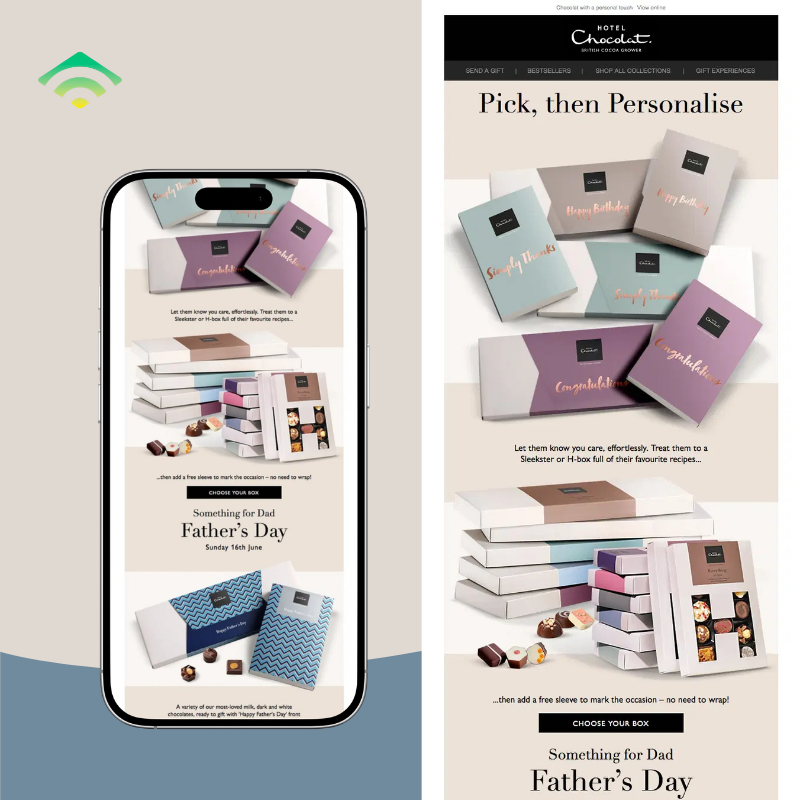 Simply Thanks
Congratulations
Let them know you care, effortlessly. Treat them to a
Sleekster or H-box full of their favourite recipes...
...then add a free sleeve to mark the occasion – no need to wrap!
CHOOSE YOUR BOX
Something for Dad
Father's Day
Sunday 16th June
Happy Father's Day
A variety of our most-loved milk, dark and white
chocolates, ready to gift with 'Happy Father's Day' front
Chocolat with a personal touch View online
HOTEL
Chocolat.
BRITISH COCOA GROWER
SEND A GIFT | BESTSELLERS | SHOP ALL COLLECTIONS | GIFT EXPERIENCES
Pick, then Personalise
Happy Birthday
Happy Birthday
Simply Thanks
Simply Thanks
Congratulations
Congratulations
Let them know you care, effortlessly. Treat them to a
Sleekster or H-box full of their favourite recipes...
...then add a free sleeve to mark the occasion – no need to wrap!
CHOOSE YOUR BOX
Something for Dad
Father's Day